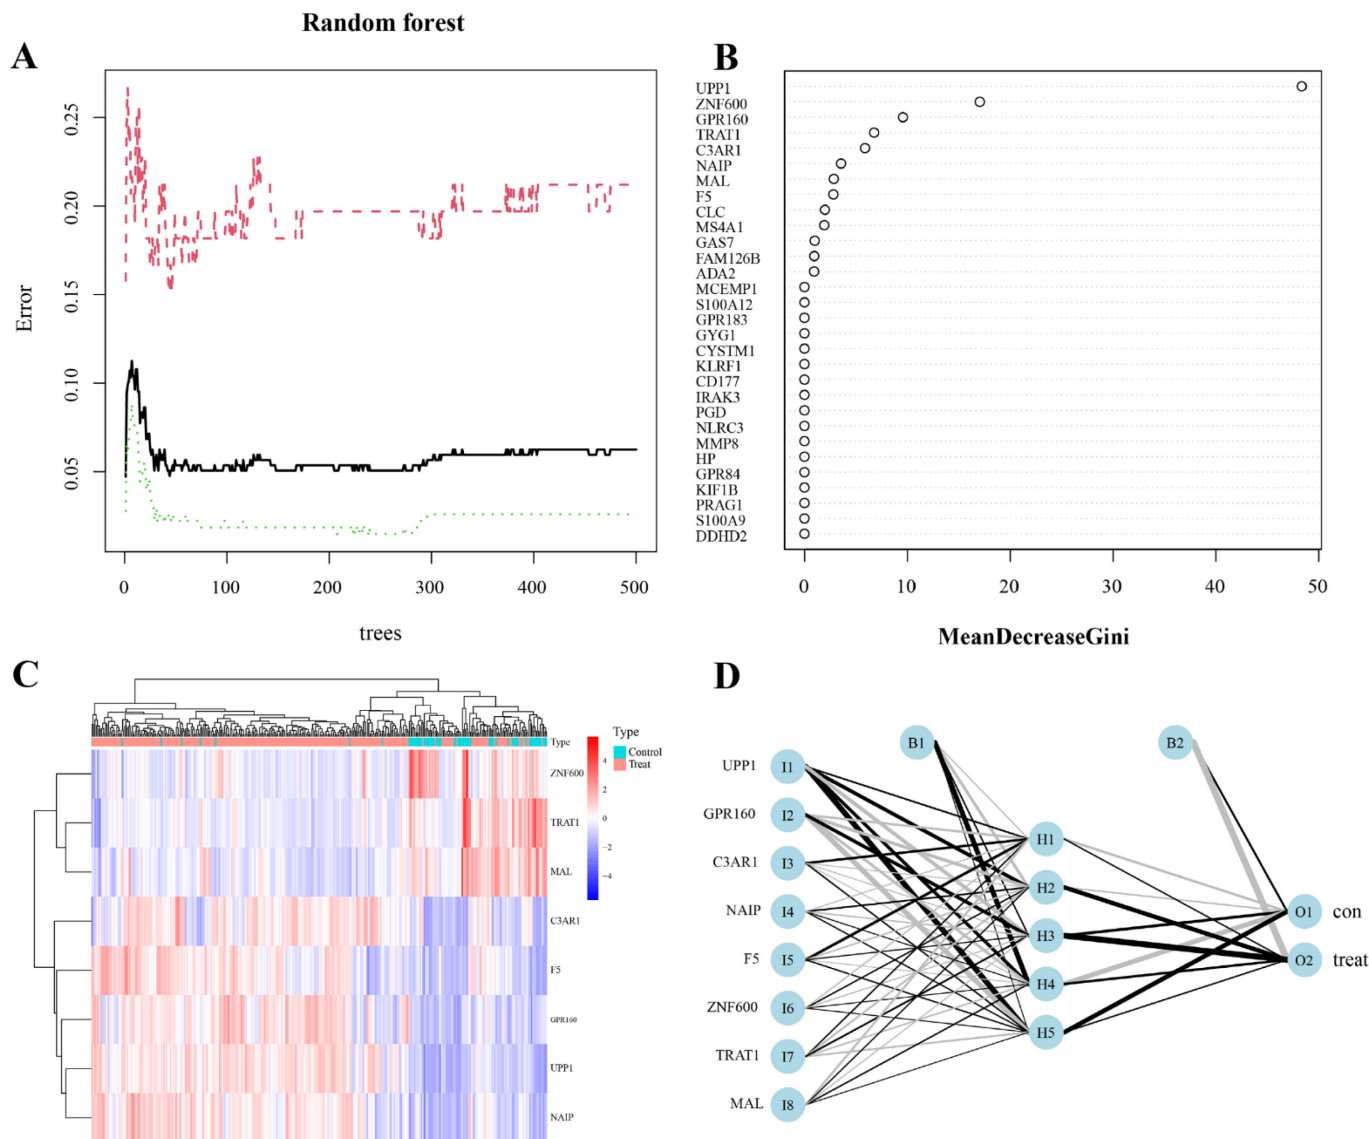 Random forest
A
Error
0.25
0.20
0.15
0.10
0.05
0
100
200
300
400
500
trees
B
UPP1
ZNF600
GPR160
TRAT1
C3AR1
NAIP
MAL
F5
CLC
MS4A1
GAS7
FAM126B
ADA2
MCEMP1
S100A12
GPR183
GYG1
CYSTM1
KLRF1
CD177
IRAK3
PGD
NLRC3
MMP8
HP
GPR84
KIF1B
PRAG1
S100A9
DDHD2
0
10
20
30
40
50
MeanDecreaseGini
C
Type
ZNF600
TRAT1
MAL
C3AR1
F5
GPR160
UPP1
NAIP
4
2
0
−2
−4
Type
Control
Treat
D
B1
B2
UPP1 I1
GPR160 I2
C3AR1 I3
NAIP I4
F5 I5
ZNF600 I6
TRAT1 I7
MAL I8
H1
H2
H3
H4
H5
O1 con
O2 treat